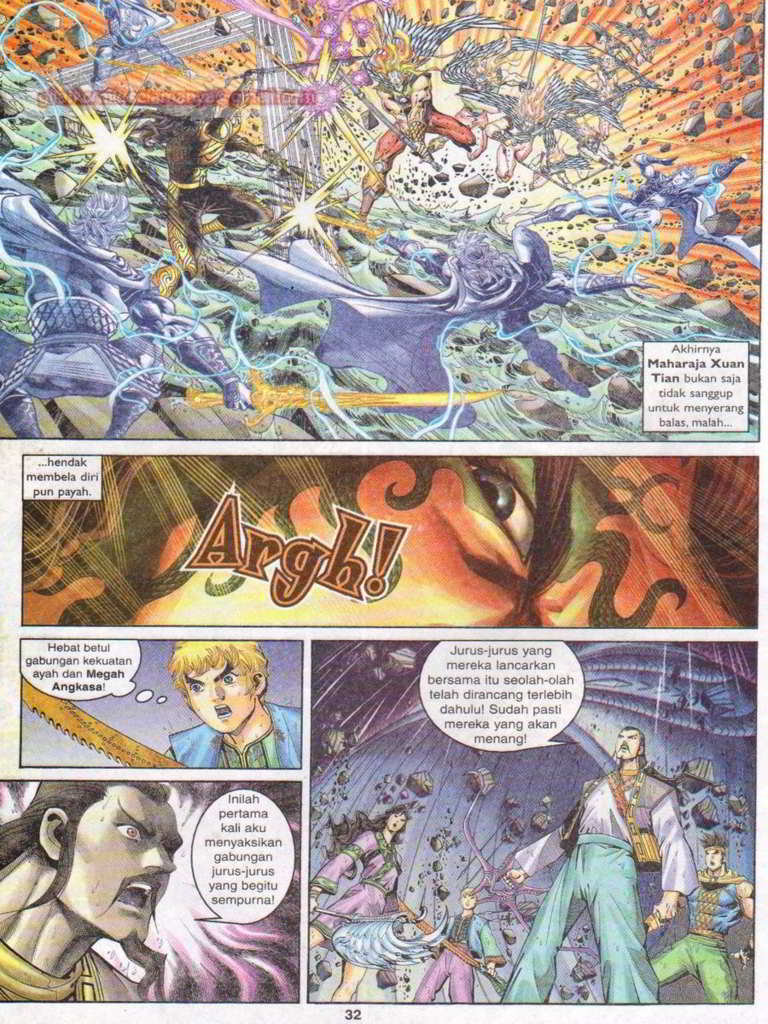 Akhirnya
Maharaja Xuan
Tian bukan saja
tidak sanggup
untuk menyerang
balas, malah...
...hendak
membela diri
pun payah.
Argh!
Hebat betul
gabungan kekuatan
ayah dan Megah
Angkasa!
Jurus-jurus yang
mereka lancarkan
bersama itu seolah-olah
telah dirancang terlebih
dahulu! Sudah pasti
mereka yang akan
menang!
Inilah
pertama
kali aku
menyaksikan
gabungan
jurus-jurus
yang begitu
sempurna!
32